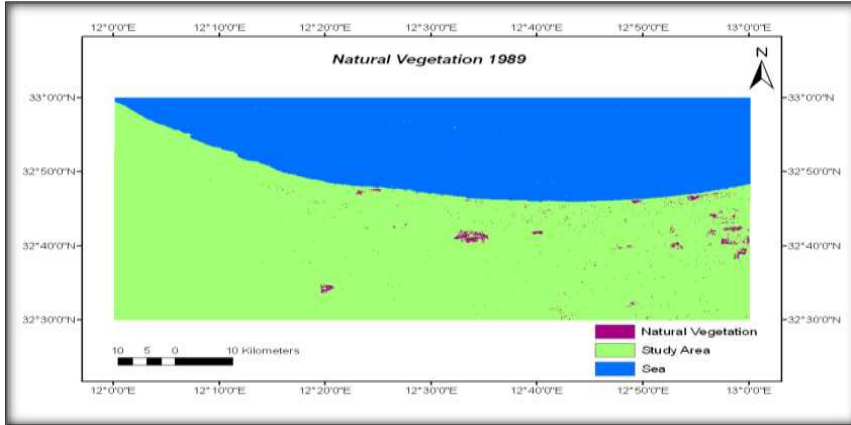 12°0'0"E 12°10'0"E 12°20'0"E 12°30'0"E 12°40'0"E 12°50'0"E 13°0'0"E
Natural Vegetation 1989
N
33°0'0"N 33°0'0"N
32°50'0"N 32°50'0"N
32°40'0"N 32°40'0"N
32°30'0"N 32°30'0"N
Natural Vegetation
Study Area
Sea
10 5 0 10 Kilometers
12°0'0"E 12°10'0"E 12°20'0"E 12°30'0"E 12°40'0"E 12°50'0"E 13°0'0"E